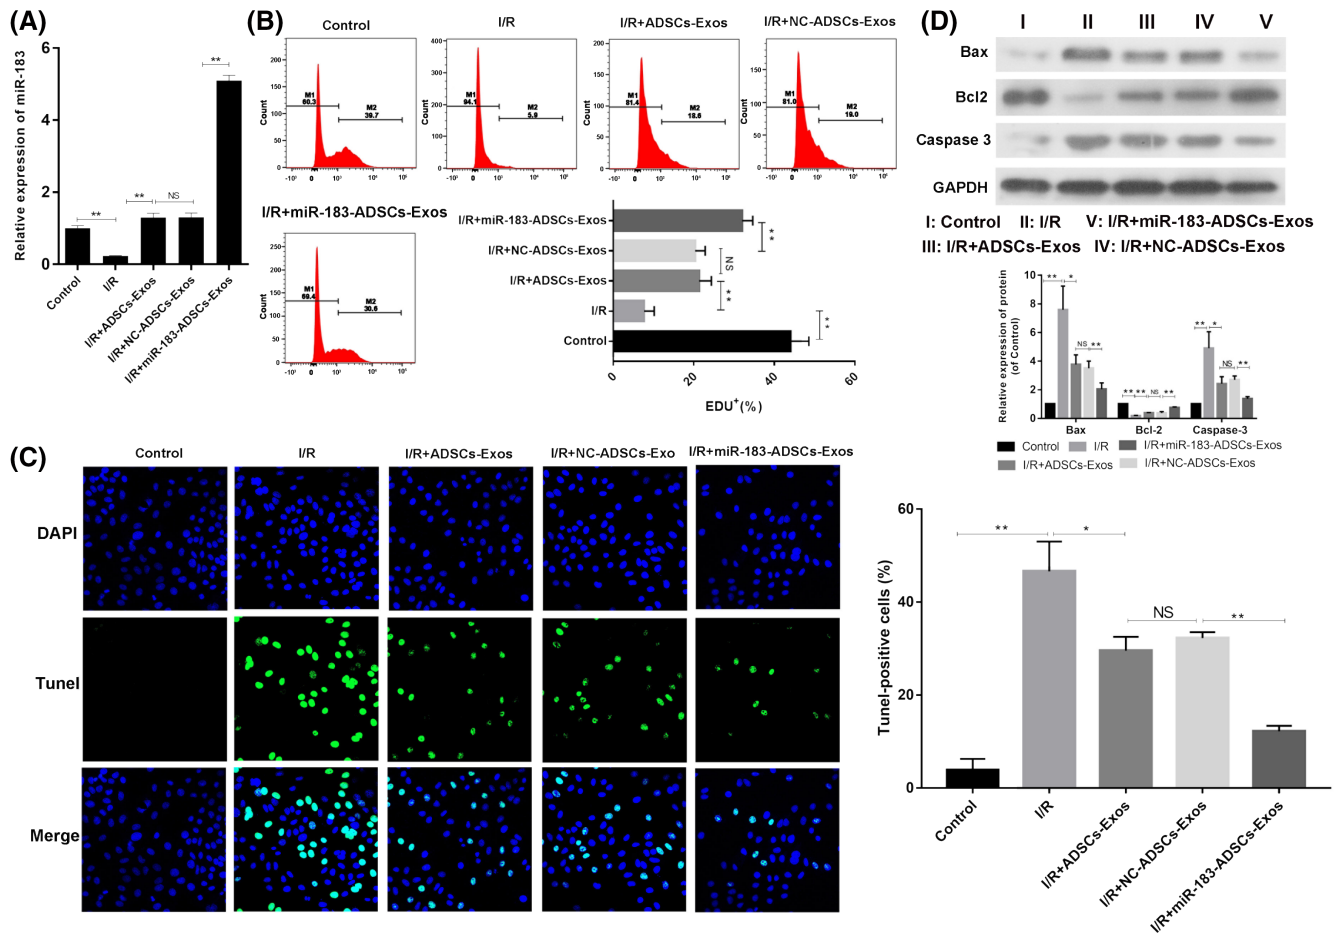 (A)
Relative expression of miR-183
6
4
2
0
**
**
NS
**
Control
I/R
I/R+ADSCs-Exos
I/R+NC-ADSCs-Exos
I/R+miR-183-ADSCs-Exos
(B)
Control
I/R
I/R+ADSCs-Exos
I/R+NC-ADSCs-Exos
Count
M1
60.3
M2
39.7
Count
M1
94.1
M2
5.9
Count
M1
81.4
M2
18.6
Count
M1
81.0
M2
19.0
I/R+miR-183-ADSCs-Exos
Count
M1
69.4
M2
30.6
I/R+miR-183-ADSCs-Exos
I/R+NC-ADSCs-Exos
I/R+ADSCs-Exos
I/R
Control
**
NS
**
**
0
20
40
60
EDU+(%)
(C)
Control
I/R
I/R+ADSCs-Exos
I/R+NC-ADSCs-Exo
I/R+miR-183-ADSCs-Exos
DAPI
Tunel
Merge
(D)
I II III IV V
Bax
Bcl2
Caspase 3
GAPDH
I: Control II: I/R V: I/R+miR-183-ADSCs-Exos
III: I/R+ADSCs-Exos IV: I/R+NC-ADSCs-Exos
Relative expression of protein
(of Control)
10
8
6
4
2
0
** * NS **
** ** NS **
** * NS **
Bax Bcl-2 Caspase-3
Control I/R I/R+miR-183-ADSCs-Exos
I/R+ADSCs-Exos I/R+NC-ADSCs-Exos
Tunel-positive cells (%)
60
40
20
0
** * NS **
Control
I/R
I/R+ADSCs-Exos
I/R+NC-ADSCs-Exos
I/R+miR-183-ADSCs-Exos